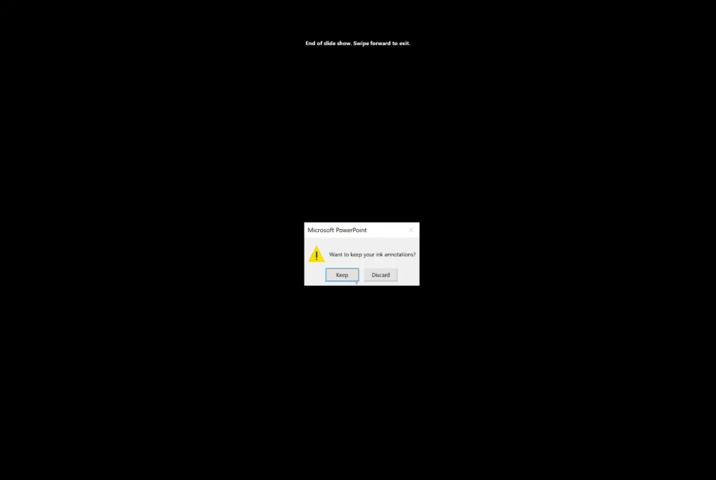 End of slide show. Swipe forward to exit.
Microsoft PowerPoint
Want to keep your ink annotations?
Keep
Discard